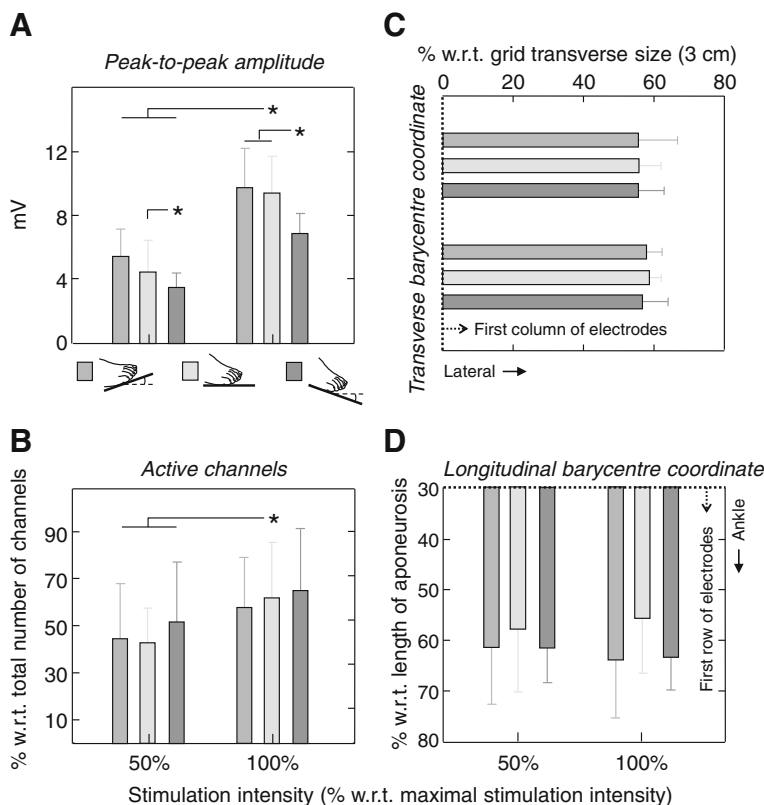 A
Peak-to-peak amplitude
mV
12
8
4
0
*
*
*
B
Active channels
% w.r.t. total number of channels
90
70
50
30
10
*
50%
100%
C
% w.r.t. grid transverse size (3 cm)
0
20
40
60
80
Transverse barycentre coordinate
First column of electrodes
Lateral
D
Longitudinal barycentre coordinate
% w.r.t. length of aponeurosis
30
40
50
60
70
80
First row of electrodes
Ankle
50%
100%
Stimulation intensity (% w.r.t. maximal stimulation intensity)